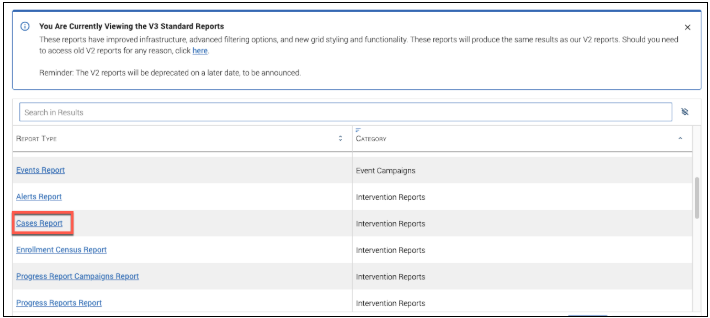 You Are Currently Viewing the V3 Standard Reports
These reports have improved infrastructure, advanced filtering options, and new grid styling and functionality. These reports will produce the same results as our V2 reports. Should you need
to access old V2 reports for any reason, click here.
Reminder: The V2 reports will be deprecated on a later date, to be announced.
Search in Results
REPORT TYPE CATEGORY
Events Report Event Campaigns
Alerts Report Intervention Reports
Cases Report Intervention Reports
Enrollment Census Report Intervention Reports
Progress Report Campaigns Report Intervention Reports
Progress Reports Report Intervention Reports